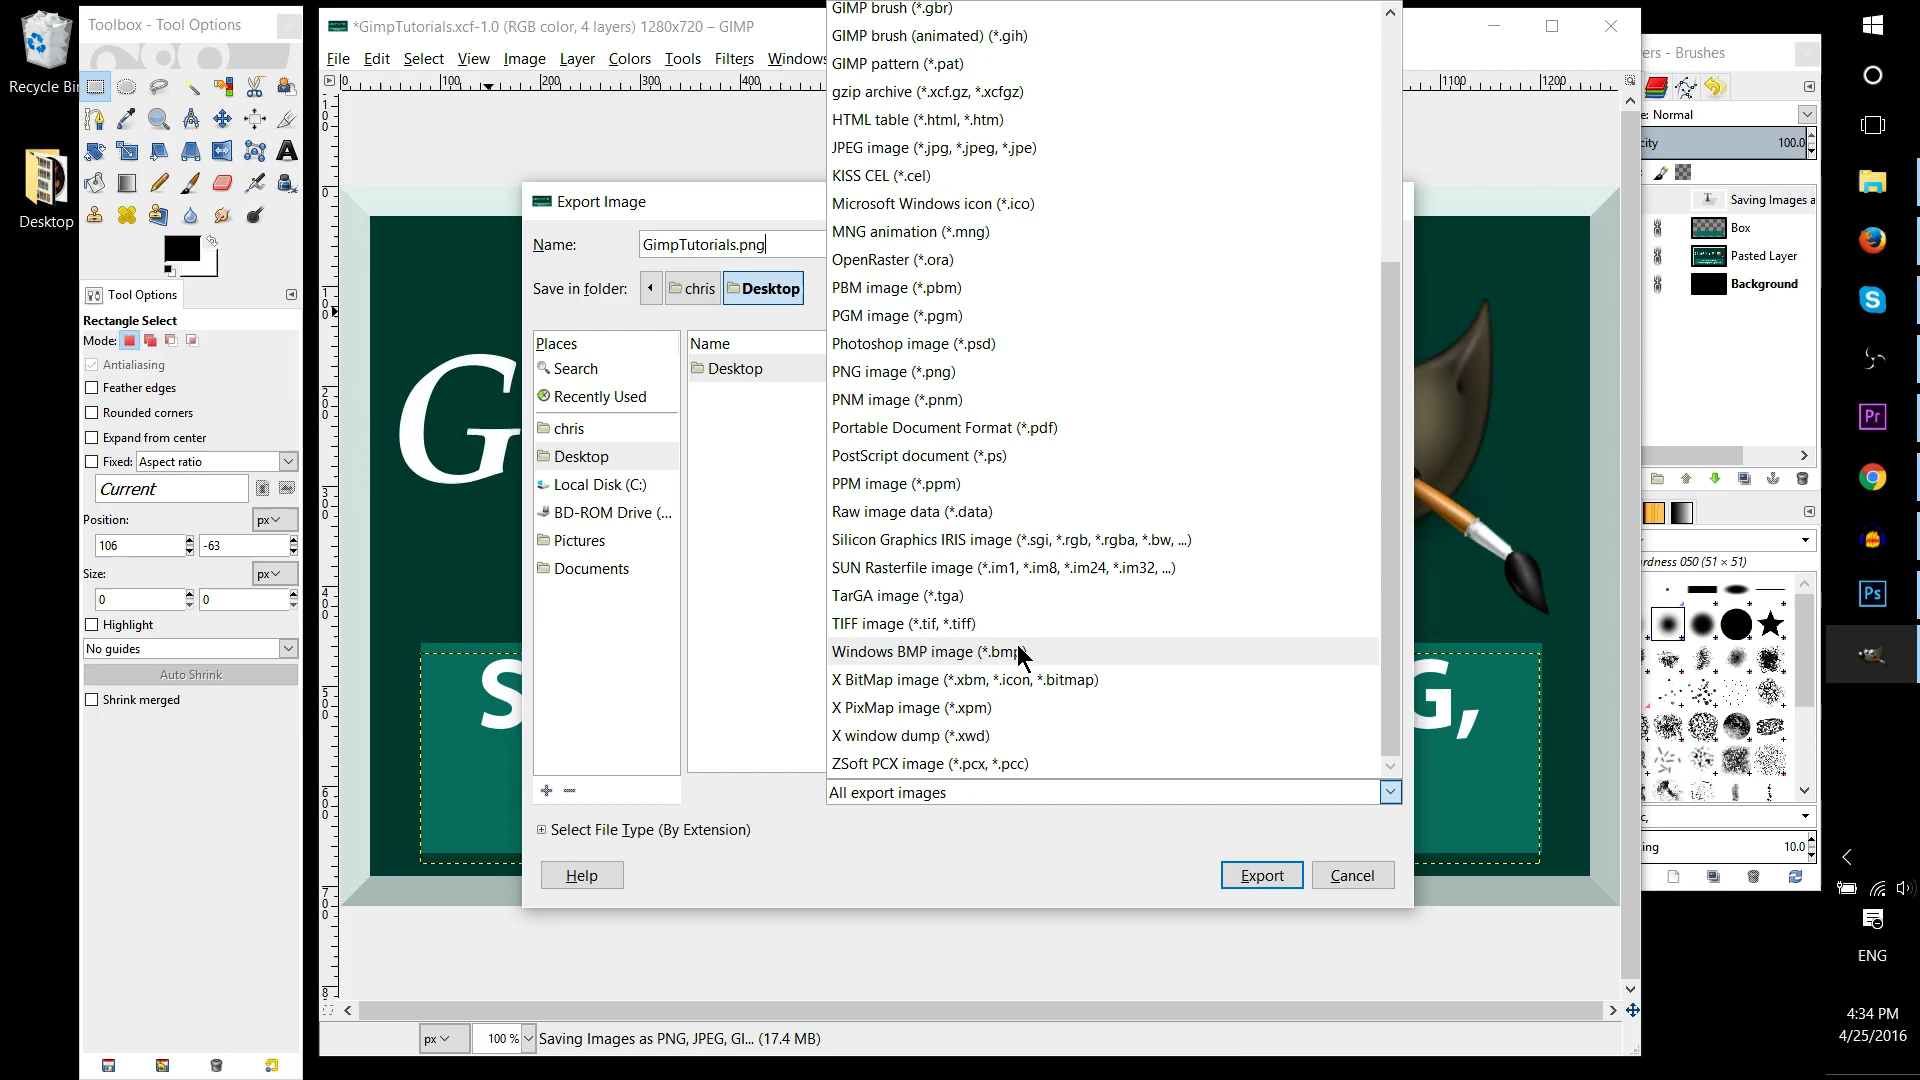 Recycle Bin
Desktop
Toolbox - Tool Options
Tool Options
Rectangle Select
Mode:
Antialiasing
Feather edges
Rounded corners
Expand from center
Fixed: Aspect ratio
Current
Position:
px
106
-63
Size:
px
0
0
Highlight
No guides
Auto Shrink
Shrink merged
*GimpTutorials.xcf-1.0 (RGB color, 4 layers) 1280x720 – GIMP
File Edit Select View Image Layer Colors Tools Filters Windows
0 100 200 300 400 1100 1200
G
S
G,
Export Image
Name: GimpTutorials.png
Save in folder: chris Desktop
Places
Search
Recently Used
chris
Desktop
Local Disk (C:)
BD-ROM Drive (...
Pictures
Documents
Name
Desktop
GIMP brush (*.gbr)
GIMP brush (animated) (*.gih)
GIMP pattern (*.pat)
gzip archive (*.xcf.gz, *.xcfgz)
HTML table (*.html, *.htm)
JPEG image (*.jpg, *.jpeg, *.jpe)
KISS CEL (*.cel)
Microsoft Windows icon (*.ico)
MNG animation (*.mng)
OpenRaster (*.ora)
PBM image (*.pbm)
PGM image (*.pgm)
Photoshop image (*.psd)
PNG image (*.png)
PNM image (*.pnm)
Portable Document Format (*.pdf)
PostScript document (*.ps)
PPM image (*.ppm)
Raw image data (*.data)
Silicon Graphics IRIS image (*.sgi, *.rgb, *.rgba, *.bw, ...)
SUN Rasterfile image (*.im1, *.im8, *.im24, *.im32, ...)
TarGA image (*.tga)
TIFF image (*.tif, *.tiff)
Windows BMP image (*.bmp)
X BitMap image (*.xbm, *.icon, *.bitmap)
X PixMap image (*.xpm)
X window dump (*.xwd)
ZSoft PCX image (*.pcx, *.pcc)
All export images
Select File Type (By Extension)
Help
Export
Cancel
px
100 %
Saving Images as PNG, JPEG, GI... (17.4 MB)
ers - Brushes
e: Normal
city 100.0
Saving Images a
Box
Pasted Layer
Background
rdness 050 (51 × 51)
ing 10.0
Pr
Ps
ENG
4:34 PM
4/25/2016